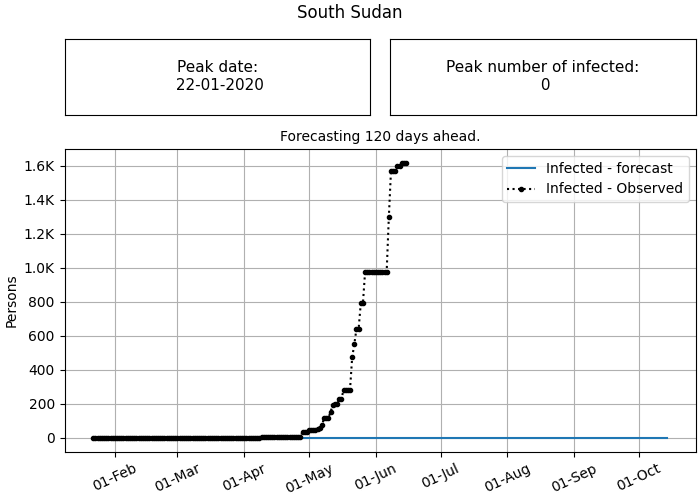 South Sudan
Peak date:
22-01-2020
Peak number of infected:
0
Forecasting 120 days ahead.
Infected - forecast
Infected - Observed
1.6K
1.4K
1.2K
1.0K
800
600
400
200
0
Persons
01-Feb
01-Mar
01-Apr
01-May
01-Jun
01-Jul
01-Aug
01-Sep
01-Oct